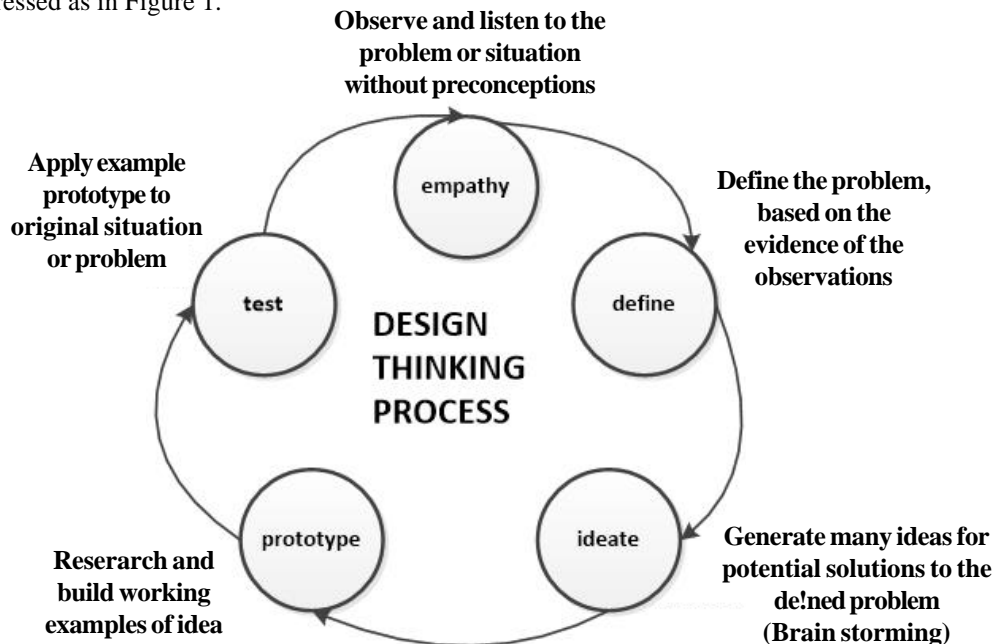 ressed as in Figure 1.
Observe and listen to the
problem or situation
without preconceptions
empathy
Define the problem,
based on the
evidence of the
observations
define
Generate many ideas for
potential solutions to the
de!ned problem
(Brain storming)
ideate
Reserarch and
build working
examples of idea
prototype
Apply example
prototype to
original situation
or problem
test
DESIGN
THINKING
PROCESS